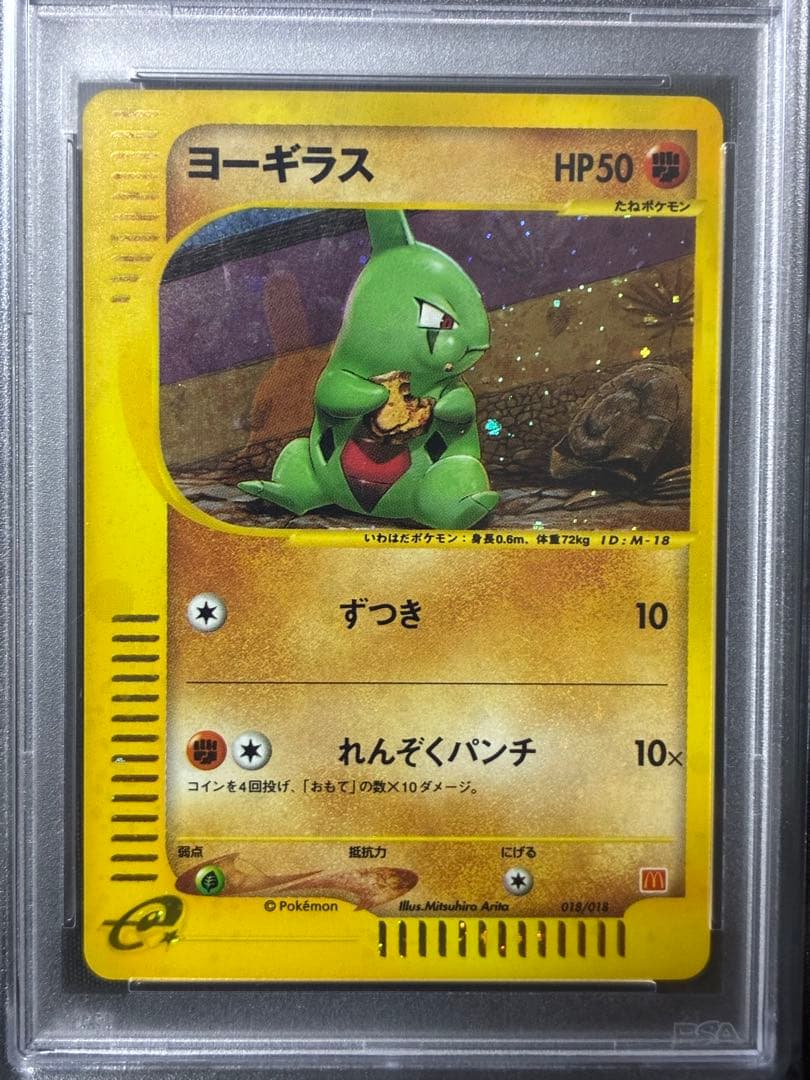 ヨーギラス HP50
たねポケモン
いわはだポケモン：身長0.6m、体重72kg ID:M-18
ずつき 10
れんぞくパンチ 10×
コインを4回投げ、「おもて」の数×10ダメージ。
弱点 抵抗力 にげる
© Pokémon Illus.Mitsuhiro Arita 018/018
e
PSA